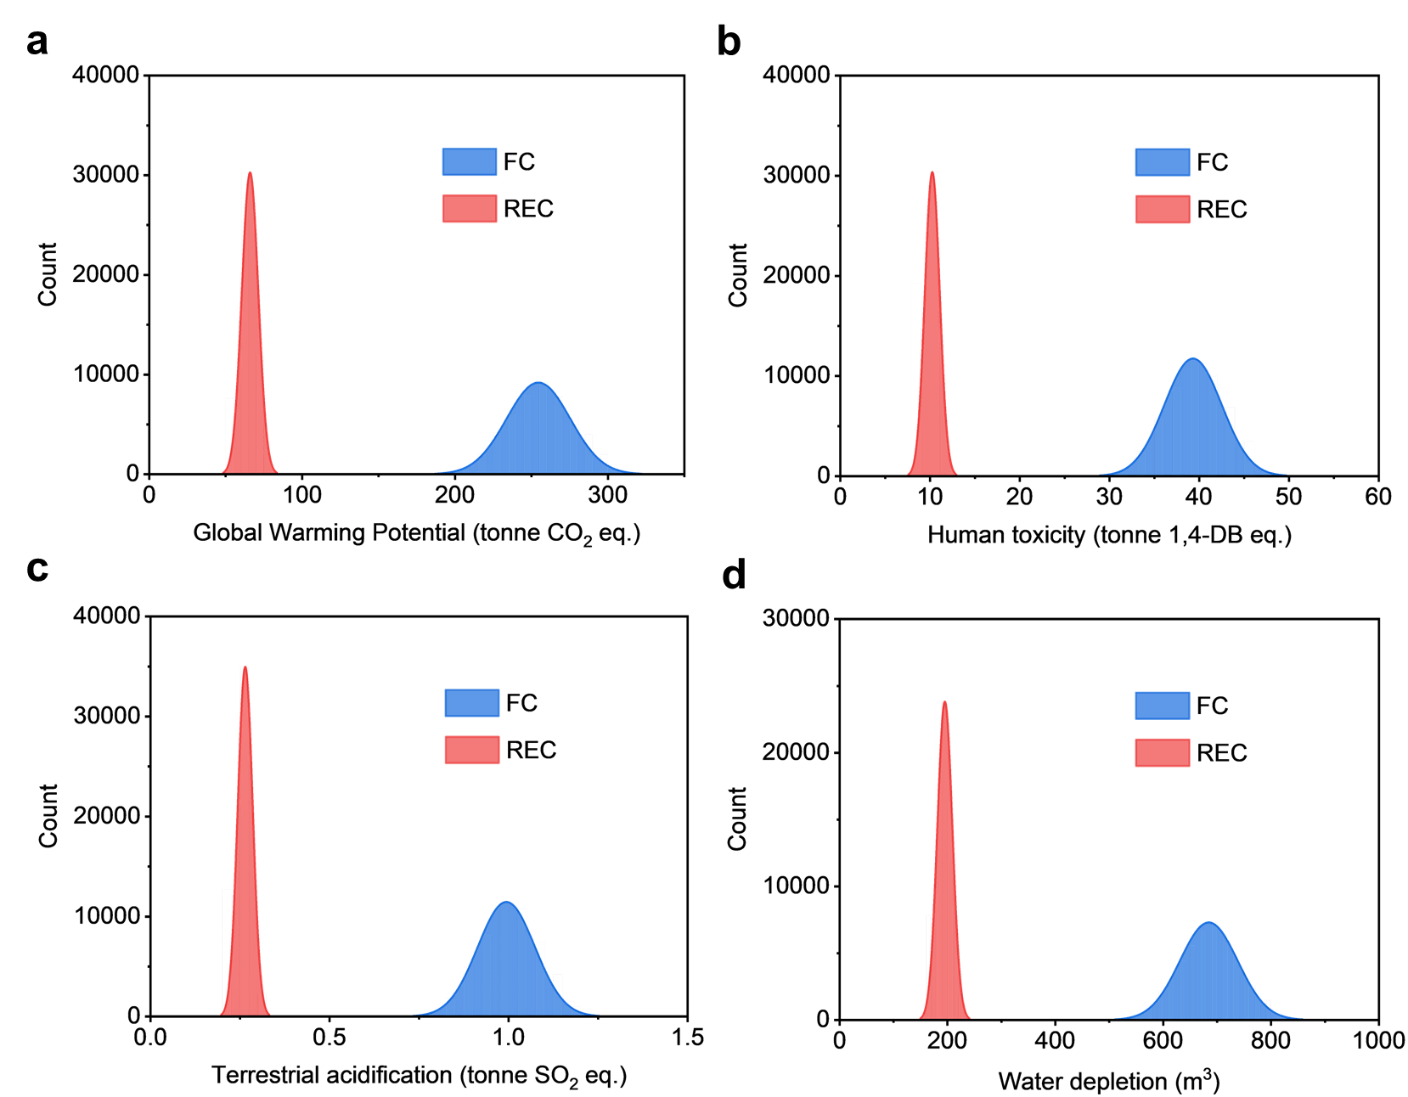 a
40000
30000
20000
10000
0
Count
FC
REC
0 100 200 300
Global Warming Potential (tonne CO₂ eq.)
b
40000
30000
20000
10000
0
Count
FC
REC
0 10 20 30 40 50 60
Human toxicity (tonne 1,4-DB eq.)
c
40000
30000
20000
10000
0
Count
FC
REC
0.0 0.5 1.0 1.5
Terrestrial acidification (tonne SO₂ eq.)
d
30000
20000
10000
0
Count
FC
REC
0 200 400 600 800 1000
Water depletion (m³)